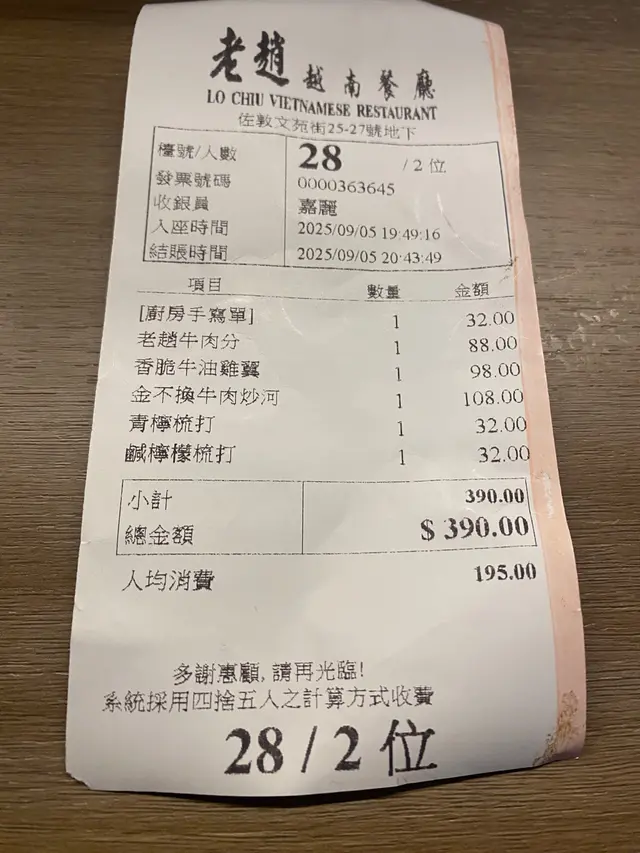 老趙越南餐廳
LO CHIU VIETNAMESE RESTAURANT
佐敦文苑街25-27號地下
檯號/人數 28 /2位
發票號碼 0000363645
收銀員 嘉麗
入座時間 2025/09/05 19:49:16
結賬時間 2025/09/05 20:43:49
項目 數量 金額
[廚房手寫單] 1 32.00
老趙牛肉分 1 88.00
香脆牛油雞翼 1 98.00
金不換牛肉炒河 1 108.00
青檸梳打 1 32.00
鹹檸檬梳打 1 32.00
小計 390.00
總金額 $ 390.00
人均消費 195.00
多謝惠顧, 請再光臨!
系統採用四捨五入之計算方式收費
28 / 2 位